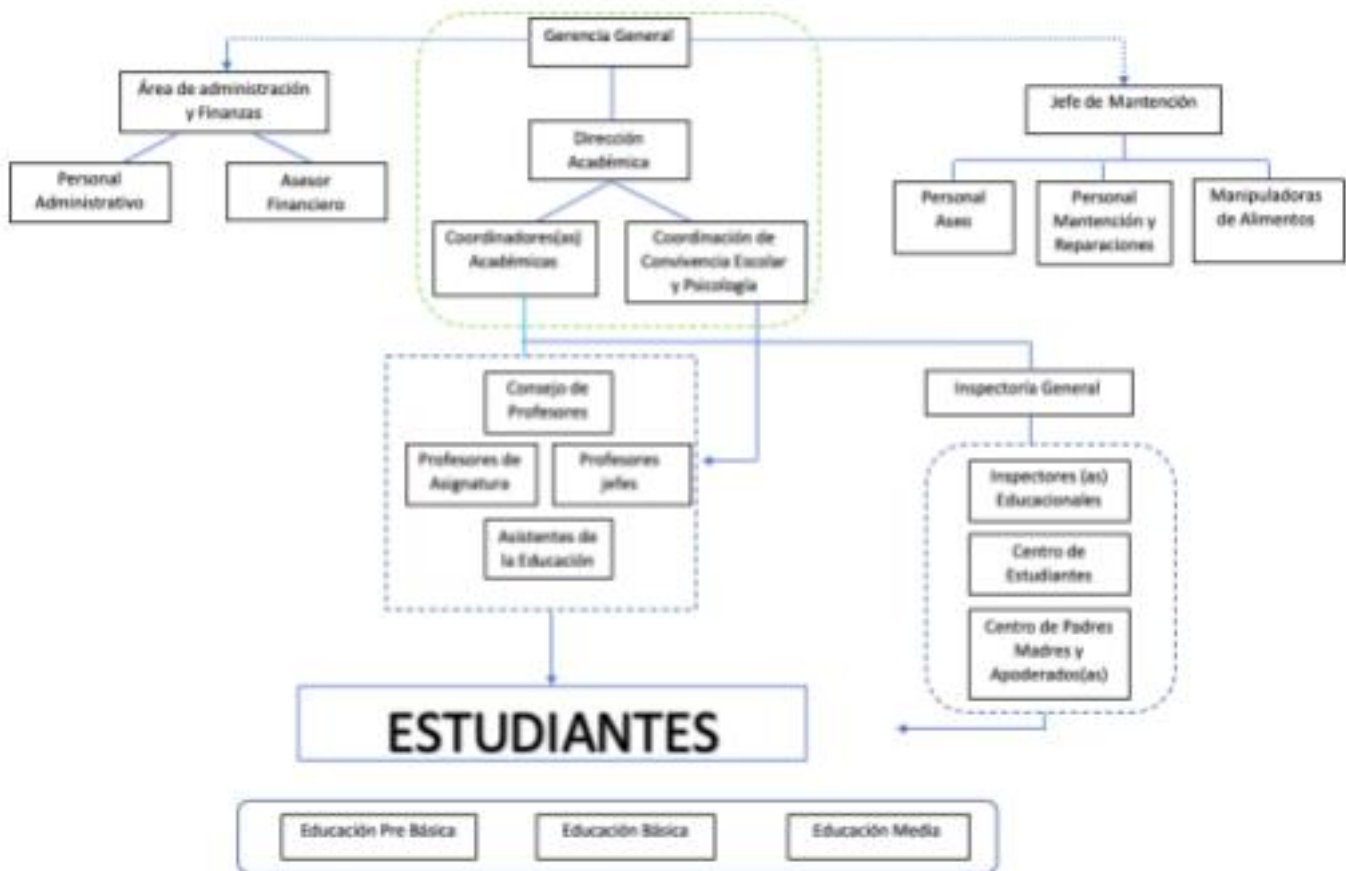 Gerencia General
Área de administración
y Finanzas
Jefe de Mantención
Dirección
Académica
Personal
Administrativo
Asesor
Financiero
Personal
Aseo
Personal
Mantención y
Reparaciones
Manipuladoras
de Alimentos
Coordinadores(as)
Académicas
Coordinación de
Convivencia Escolar
y Psicología
Consejo de
Profesores
Inspectoría General
Profesores de
Asignatura
Profesores
jefes
Inspectores (as)
Educacionales
Asistentes de
la Educación
Centro de
Estudiantes
Centro de Padres
Madres y
Apoderados(as)
ESTUDIANTES
Educación Pre Básica
Educación Básica
Educación Media